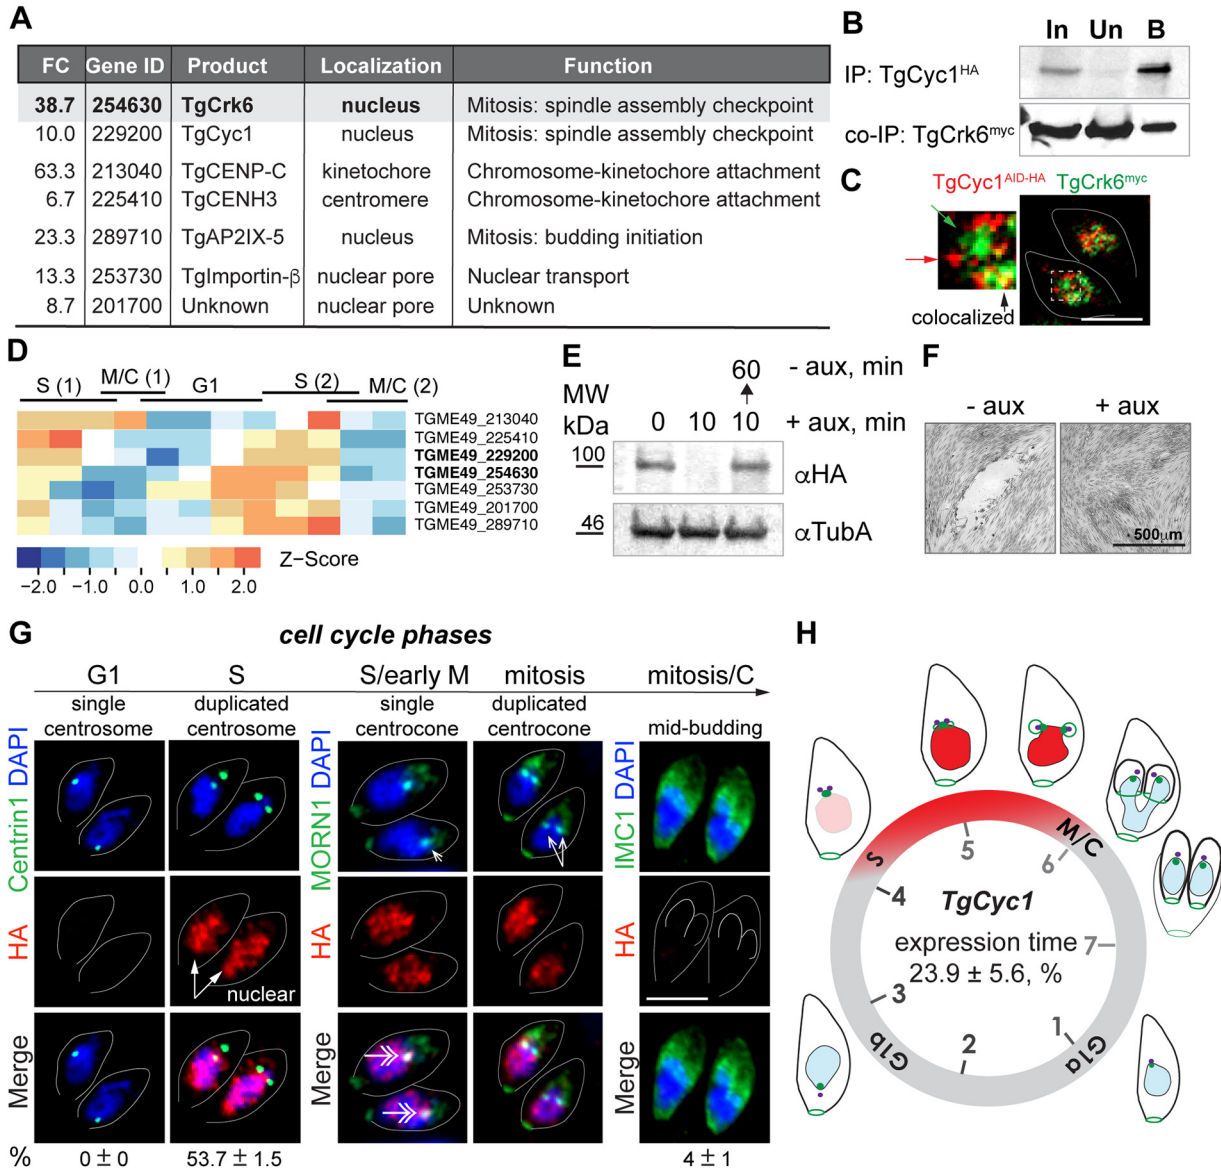 A
FC Gene ID Product Localization Function
38.7 254630 TgCrk6 nucleus Mitosis: spindle assembly checkpoint
10.0 229200 TgCyc1 nucleus Mitosis: spindle assembly checkpoint
63.3 213040 TgCENP-C kinetochore Chromosome-kinetochore attachment
6.7 225410 TgCENH3 centromere Chromosome-kinetochore attachment
23.3 289710 TgAP2IX-5 nucleus Mitosis: budding initiation
13.3 253730 TgImportin-β nuclear pore Nuclear transport
8.7 201700 Unknown nuclear pore Unknown
B
In Un B
IP: TgCyc1HA
co-IP: TgCrk6myc
C
TgCyc1AID-HA TgCrk6myc
colocalized
D
S (1) M/C (1) G1 S (2) M/C (2)
TGME49_213040
TGME49_225410
TGME49_229200
TGME49_254630
TGME49_253730
TGME49_201700
TGME49_289710
−2.0 −1.0 0.0 1.0 2.0
Z−Score
E
60 - aux, min
MW
kDa 0 10 10 + aux, min
100
αHA
46
αTubA
F
- aux + aux
500μm
G
cell cycle phases
G1 S S/early M mitosis mitosis/C
single centrosome
duplicated centrosome
single centrocone
duplicated centrocone
mid-budding
Centrin1 DAPI
MORN1 DAPI
IMC1 DAPI
HA
HA
HA
nuclear
Merge
Merge
Merge
% 0 ± 0 53.7 ± 1.5 4 ± 1
H
S
M/C
G1a
G1b
1
2
3
4
5
6
7
TgCyc1
expression time
23.9 ± 5.6, %